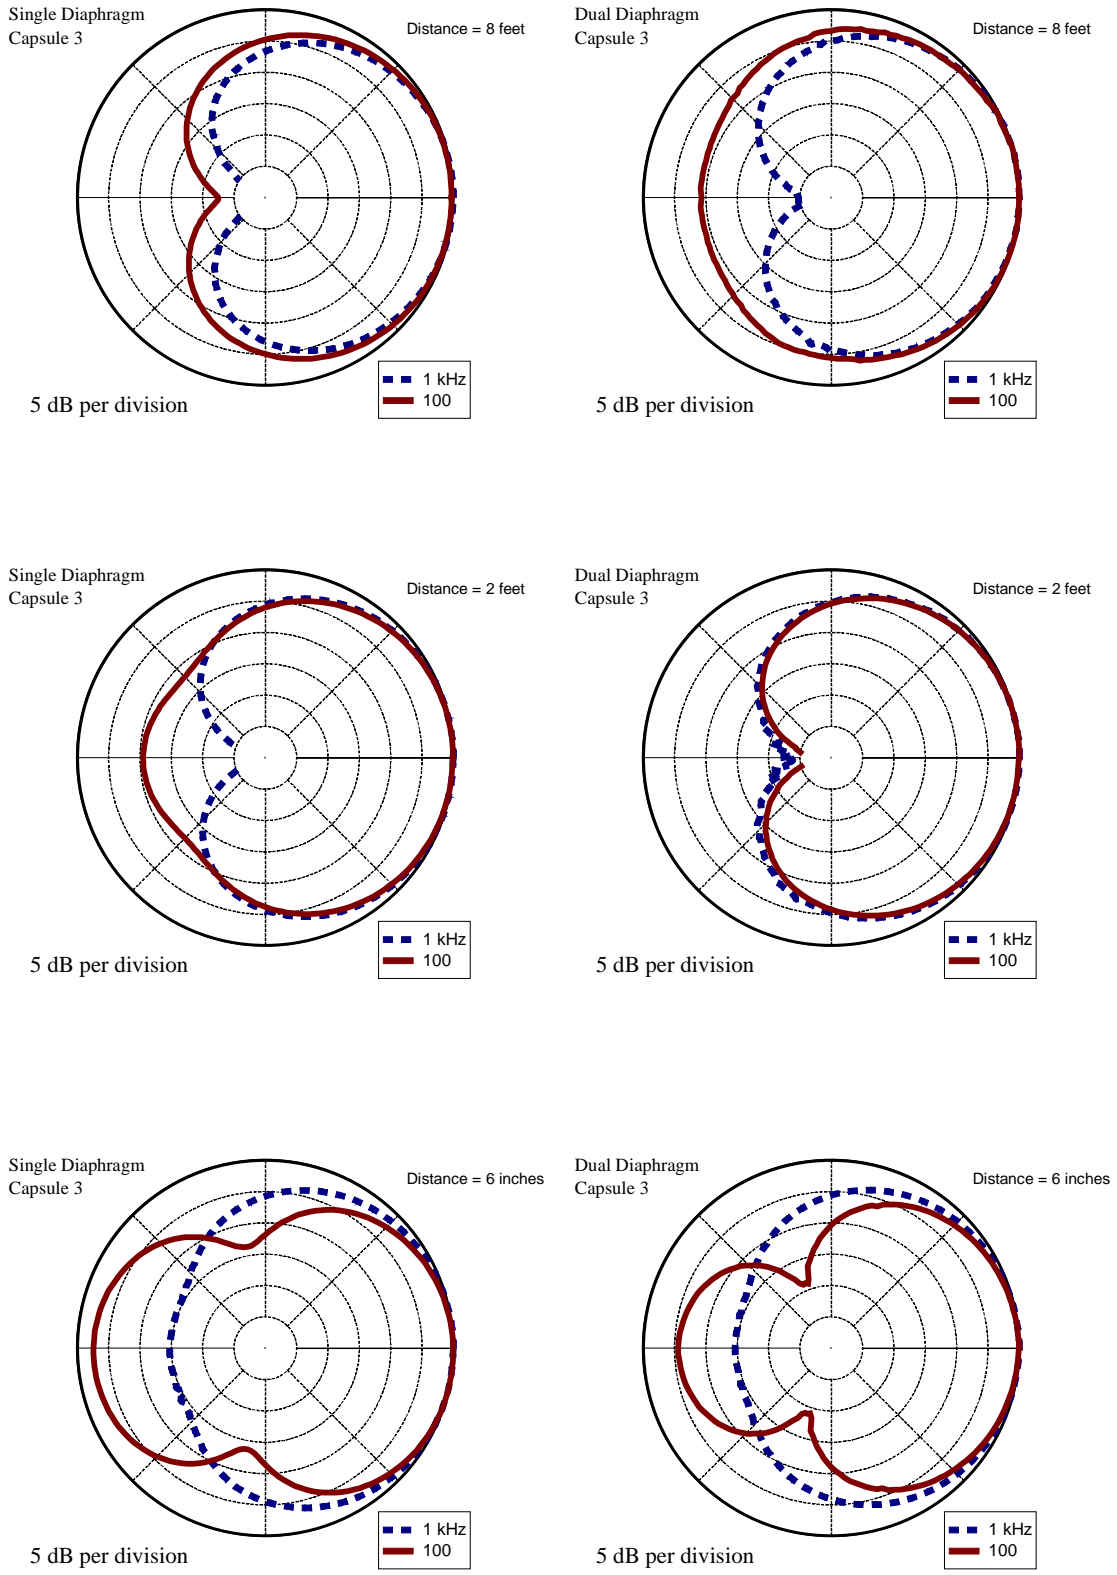 Single Diaphragm
Capsule 3
Distance = 8 feet
1 kHz
100
5 dB per division
Dual Diaphragm
Capsule 3
Distance = 8 feet
1 kHz
100
5 dB per division
Single Diaphragm
Capsule 3
Distance = 2 feet
1 kHz
100
5 dB per division
Dual Diaphragm
Capsule 3
Distance = 2 feet
1 kHz
100
5 dB per division
Single Diaphragm
Capsule 3
Distance = 6 inches
1 kHz
100
5 dB per division
Dual Diaphragm
Capsule 3
Distance = 6 inches
1 kHz
100
5 dB per division